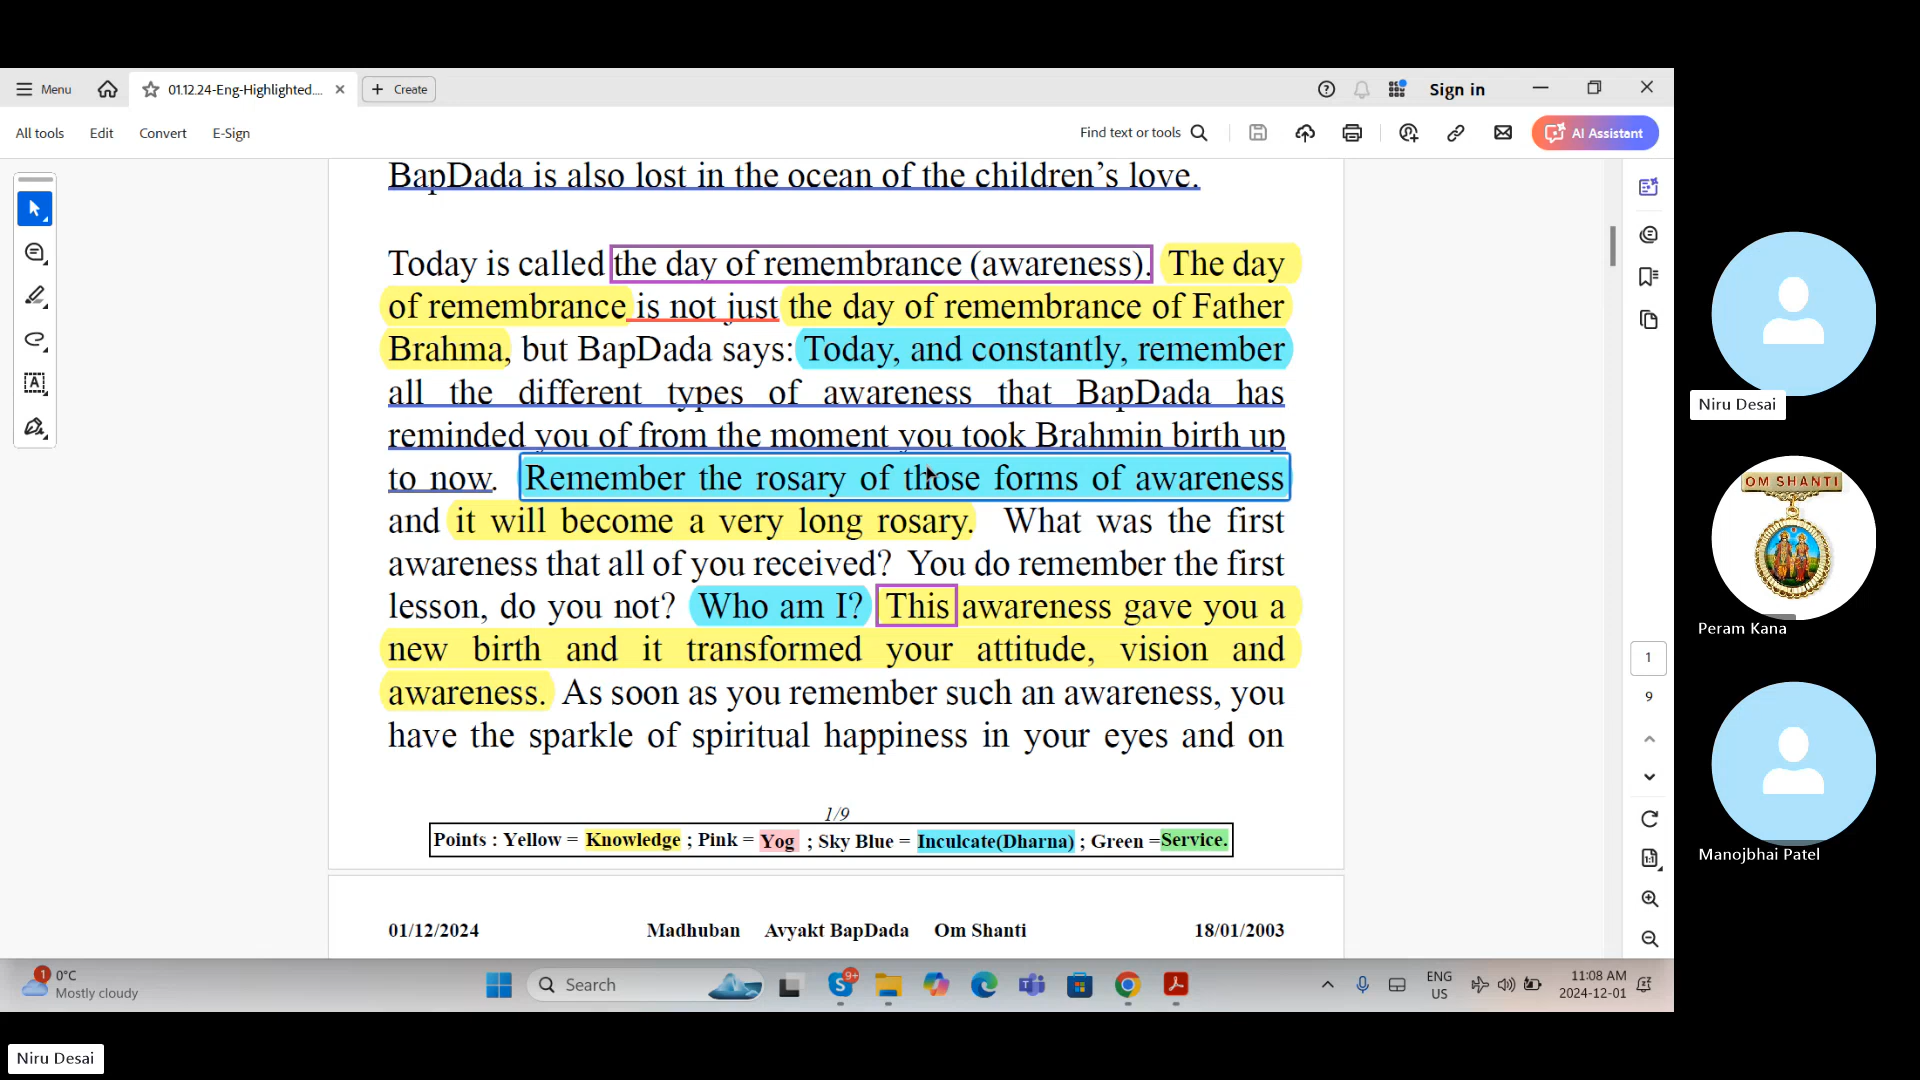 Menu
01.12.24-Eng-Highlighted....
Create
Sign in
All tools
Edit
Convert
E-Sign
Find text or tools
AI Assistant
BapDada is also lost in the ocean of the children's love.
Today is called the day of remembrance (awareness). The day
of remembrance is not just the day of remembrance of Father
Brahma, but BapDada says: Today, and constantly, remember
all the different types of awareness that BapDada has
reminded you of from the moment you took Brahmin birth up
to now. Remember the rosary of those forms of awareness
and it will become a very long rosary. What was the first
awareness that all of you received? You do remember the first
lesson, do you not? Who am I? This awareness gave you a
new birth and it transformed your attitude, vision and
awareness. As soon as you remember such an awareness, you
have the sparkle of spiritual happiness in your eyes and on
1/9
Points : Yellow = Knowledge ; Pink = Yog ; Sky Blue = Inculcate(Dharna) ; Green =Service.
01/12/2024 Madhuban Avyakt BapDada Om Shanti 18/01/2003
1
9
Niru Desai
OM SHANTI
Peram Kana
Manojbhai Patel
1
0°C
Mostly cloudy
Search
9+
ENG
US
11:08 AM
2024-12-01
Niru Desai